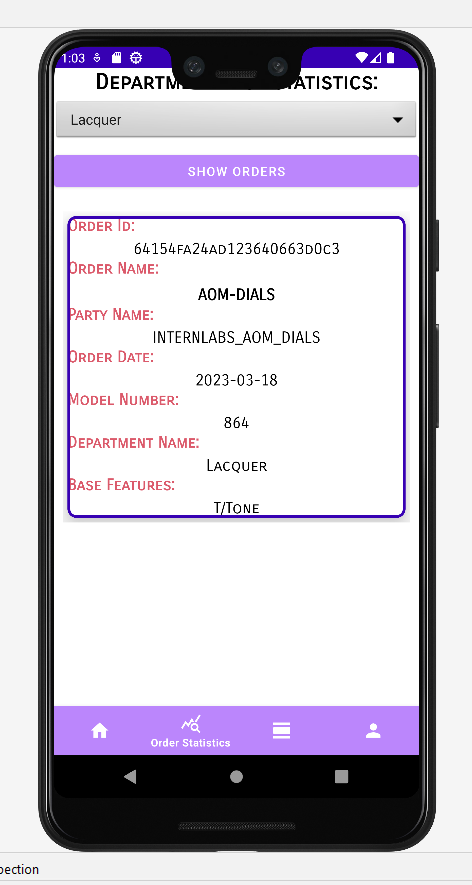 1:03
Departm tatistics:
Lacquer
SHOW ORDERS
Order Id:
64154fa24ad123640663d0c3
Order Name:
AOM-DIALS
Party Name:
INTERNLABS_AOM_DIALS
Order Date:
2023-03-18
Model Number:
864
Department Name:
Lacquer
Base Features:
T/Tone
Order Statistics
pection